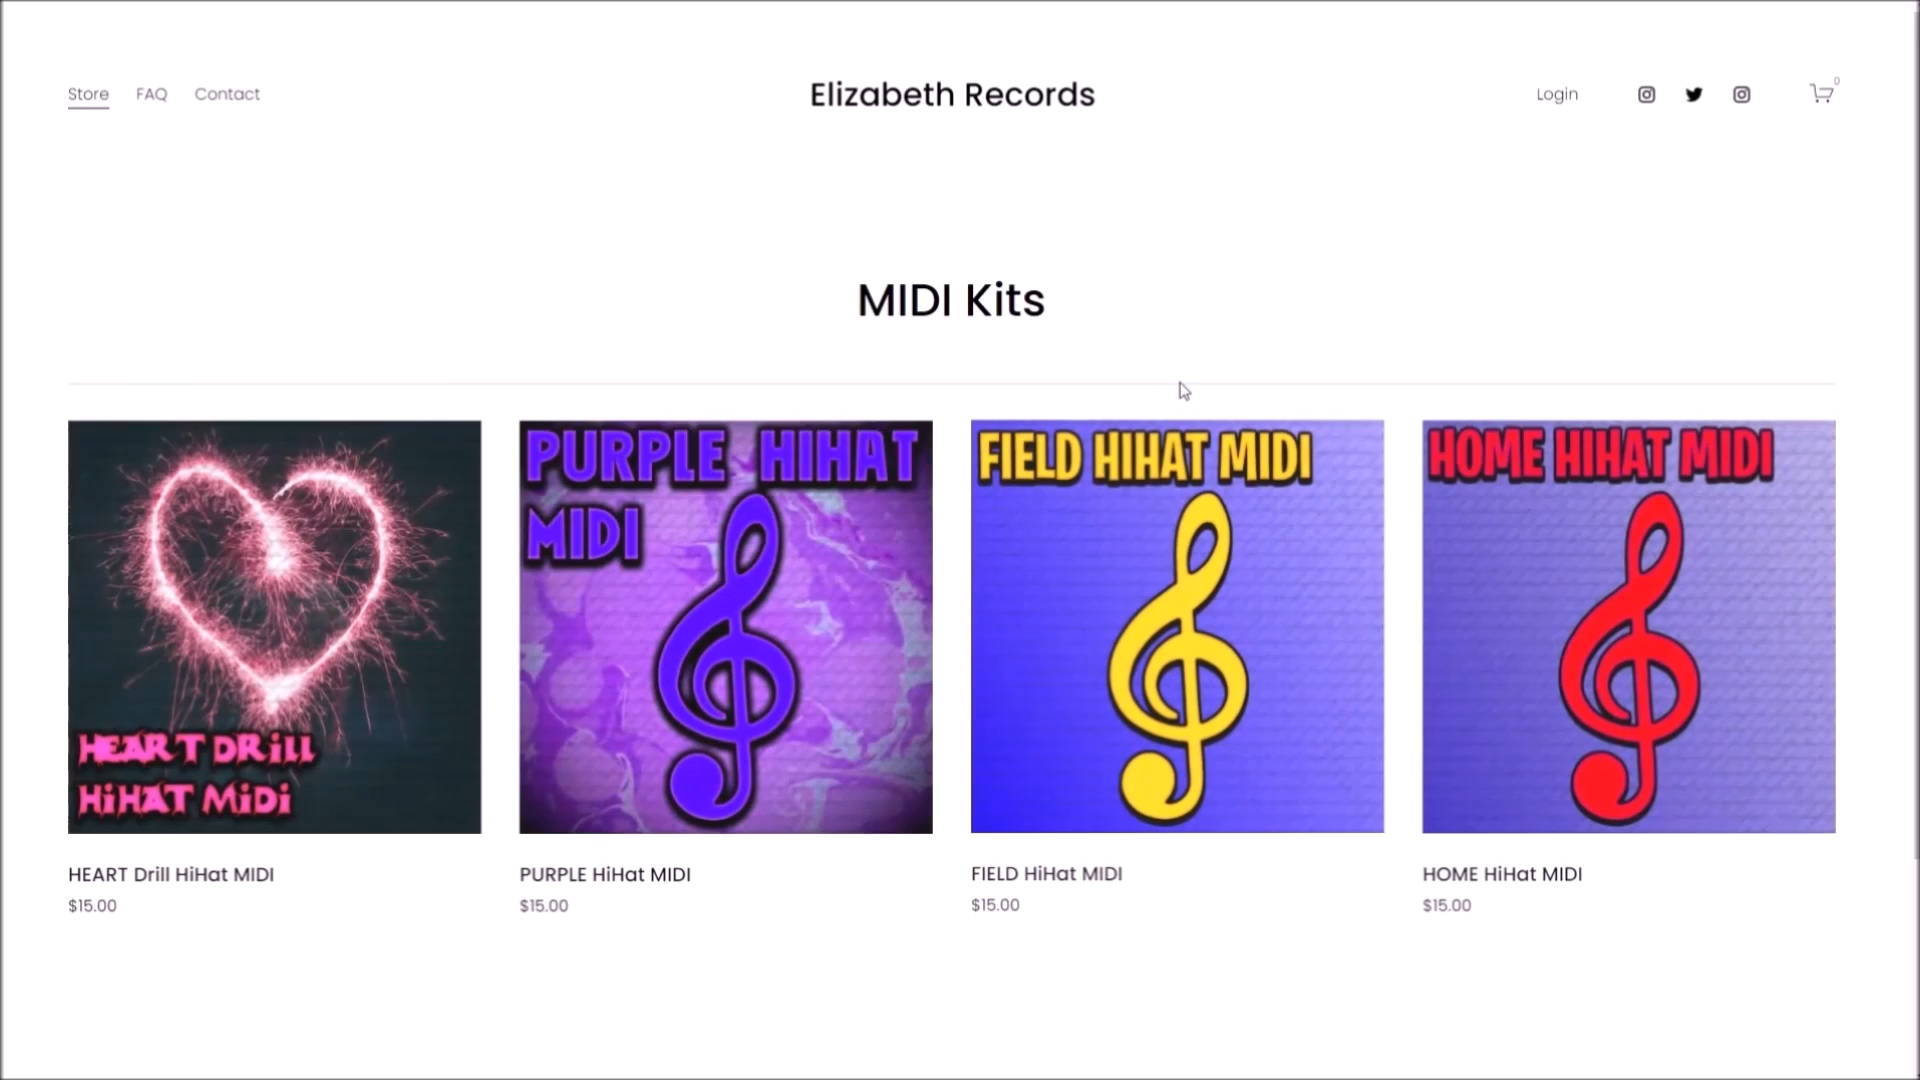 Store FAQ Contact
Elizabeth Records
Login
0
MIDI Kits
HEART DRiLL
HiHAT MiDi
PURPLE HIHAT
MIDI
FIELD HIHAT MIDI
HOME HIHAT MIDI
HEART Drill HiHat MIDI
$15.00
PURPLE HiHat MIDI
$15.00
FIELD HiHat MIDI
$15.00
HOME HiHat MIDI
$15.00